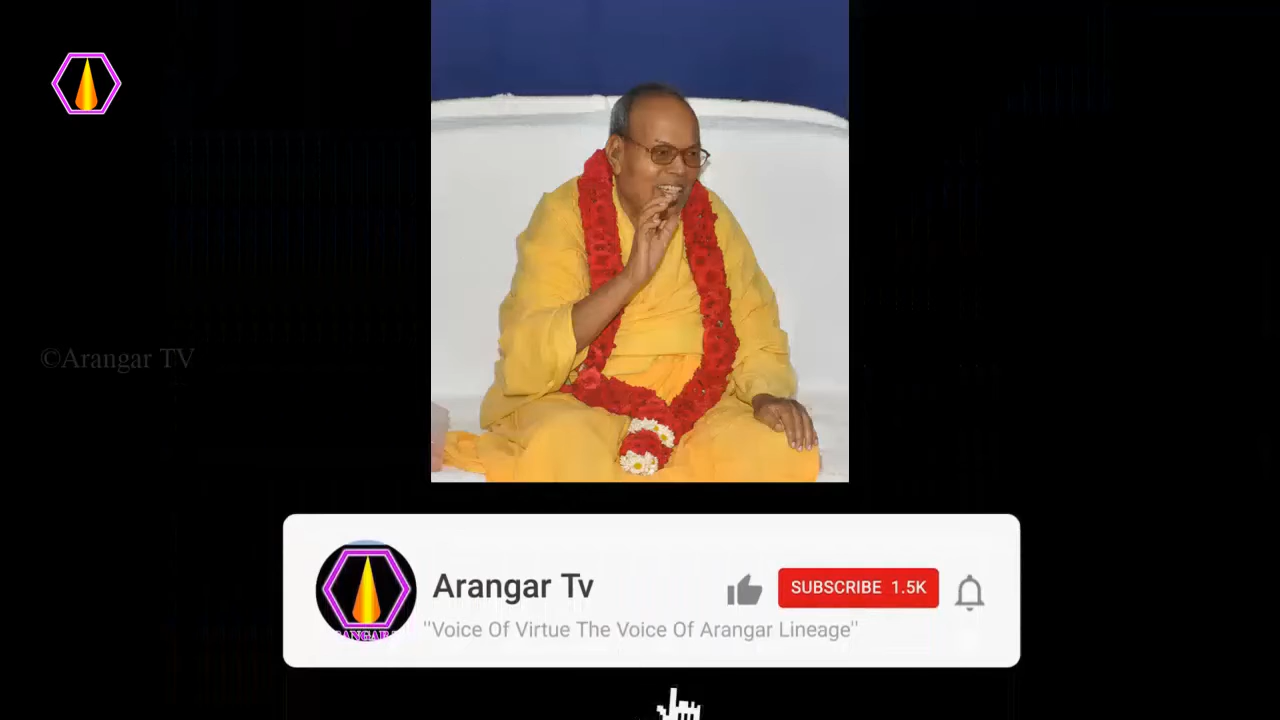 ©Arangar TV
Arangar Tv
SUBSCRIBE 1.5K
"Voice Of Virtue The Voice Of Arangar Lineage"